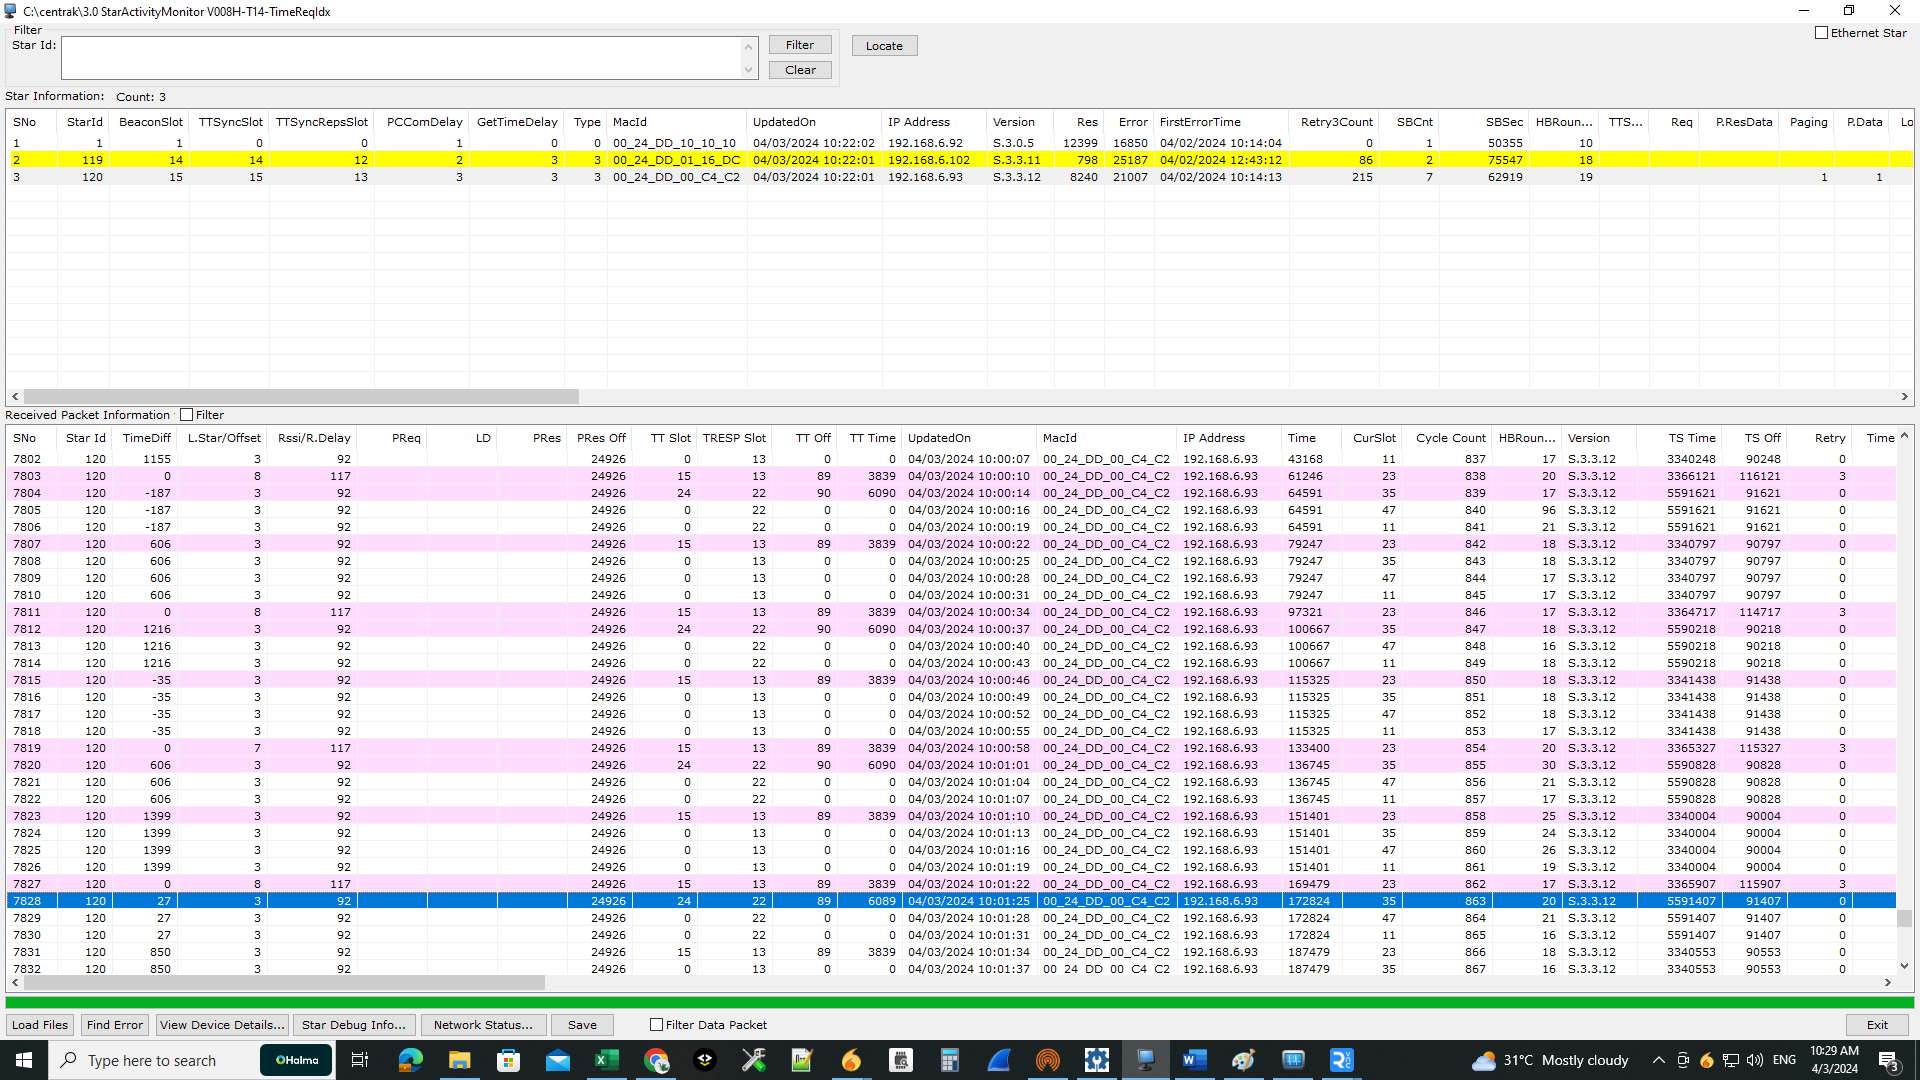 C:\centrak\3.0 StarActivityMonitor V008H-T14-TimeReqIdx
Filter
Star Id:
Filter
Clear
Locate
Ethernet Star
Star Information: Count: 3
SNo StarId BeaconSlot TTSyncSlot TTSyncRepsSlot PCComDelay GetTimeDelay Type MacId UpdatedOn IP Address Version Res Error FirstErrorTime Retry3Count SBCnt SBSec HBRoun... TTS... Req P.ResData Paging P.Data Lo
1 1 1 0 0 1 0 0 00_24_DD_10_10_10 04/03/2024 10:22:02 192.168.6.92 S.3.0.5 12399 16850 04/02/2024 10:14:04 0 1 50355 10
2 119 14 14 12 2 3 3 00_24_DD_01_16_DC 04/03/2024 10:22:01 192.168.6.102 S.3.3.11 798 25187 04/02/2024 12:43:12 86 2 75547 18
3 120 15 15 13 3 3 3 00_24_DD_00_C4_C2 04/03/2024 10:22:01 192.168.6.93 S.3.3.12 8240 21007 04/02/2024 10:14:13 215 7 62919 19 1 1
Received Packet Information Filter
SNo Star Id TimeDiff L.Star/Offset Rssi/R.Delay PReq LD PRes PRes Off TT Slot TRESP Slot TT Off TT Time UpdatedOn MacId IP Address Time CurSlot Cycle Count HBRoun... Version TS Time TS Off Retry Time
7802 120 1155 3 92 24926 0 13 0 0 04/03/2024 10:00:07 00_24_DD_00_C4_C2 192.168.6.93 43168 11 837 17 S.3.3.12 3340248 90248 0
7803 120 0 8 117 24926 15 13 89 3839 04/03/2024 10:00:10 00_24_DD_00_C4_C2 192.168.6.93 61246 23 838 20 S.3.3.12 3366121 116121 3
7804 120 -187 3 92 24926 24 22 90 6090 04/03/2024 10:00:14 00_24_DD_00_C4_C2 192.168.6.93 64591 35 839 17 S.3.3.12 5591621 91621 0
7805 120 -187 3 92 24926 0 22 0 0 04/03/2024 10:00:16 00_24_DD_00_C4_C2 192.168.6.93 64591 47 840 96 S.3.3.12 5591621 91621 0
7806 120 -187 3 92 24926 0 22 0 0 04/03/2024 10:00:19 00_24_DD_00_C4_C2 192.168.6.93 64591 11 841 21 S.3.3.12 5591621 91621 0
7807 120 606 3 92 24926 15 13 89 3839 04/03/2024 10:00:22 00_24_DD_00_C4_C2 192.168.6.93 79247 23 842 18 S.3.3.12 3340797 90797 0
7808 120 606 3 92 24926 0 13 0 0 04/03/2024 10:00:25 00_24_DD_00_C4_C2 192.168.6.93 79247 35 843 18 S.3.3.12 3340797 90797 0
7809 120 606 3 92 24926 0 13 0 0 04/03/2024 10:00:28 00_24_DD_00_C4_C2 192.168.6.93 79247 47 844 17 S.3.3.12 3340797 90797 0
7810 120 606 3 92 24926 0 13 0 0 04/03/2024 10:00:31 00_24_DD_00_C4_C2 192.168.6.93 79247 11 845 17 S.3.3.12 3340797 90797 0
7811 120 0 8 117 24926 15 13 89 3839 04/03/2024 10:00:34 00_24_DD_00_C4_C2 192.168.6.93 97321 23 846 17 S.3.3.12 3364717 114717 3
7812 120 1216 3 92 24926 24 22 90 6090 04/03/2024 10:00:37 00_24_DD_00_C4_C2 192.168.6.93 100667 35 847 18 S.3.3.12 5590218 90218 0
7813 120 1216 3 92 24926 0 22 0 0 04/03/2024 10:00:40 00_24_DD_00_C4_C2 192.168.6.93 100667 47 848 16 S.3.3.12 5590218 90218 0
7814 120 1216 3 92 24926 0 22 0 0 04/03/2024 10:00:43 00_24_DD_00_C4_C2 192.168.6.93 100667 11 849 18 S.3.3.12 5590218 90218 0
7815 120 -35 3 92 24926 15 13 89 3839 04/03/2024 10:00:46 00_24_DD_00_C4_C2 192.168.6.93 115325 23 850 18 S.3.3.12 3341438 91438 0
7816 120 -35 3 92 24926 0 13 0 0 04/03/2024 10:00:49 00_24_DD_00_C4_C2 192.168.6.93 115325 35 851 18 S.3.3.12 3341438 91438 0
7817 120 -35 3 92 24926 0 13 0 0 04/03/2024 10:00:52 00_24_DD_00_C4_C2 192.168.6.93 115325 47 852 18 S.3.3.12 3341438 91438 0
7818 120 -35 3 92 24926 0 13 0 0 04/03/2024 10:00:55 00_24_DD_00_C4_C2 192.168.6.93 115325 11 853 17 S.3.3.12 3341438 91438 0
7819 120 0 7 117 24926 15 13 89 3839 04/03/2024 10:00:58 00_24_DD_00_C4_C2 192.168.6.93 133400 23 854 20 S.3.3.12 3365327 115327 3
7820 120 606 3 92 24926 24 22 90 6090 04/03/2024 10:01:01 00_24_DD_00_C4_C2 192.168.6.93 136745 35 855 30 S.3.3.12 5590828 90828 0
7821 120 606 3 92 24926 0 22 0 0 04/03/2024 10:01:04 00_24_DD_00_C4_C2 192.168.6.93 136745 47 856 21 S.3.3.12 5590828 90828 0
7822 120 606 3 92 24926 0 22 0 0 04/03/2024 10:01:07 00_24_DD_00_C4_C2 192.168.6.93 136745 11 857 17 S.3.3.12 5590828 90828 0
7823 120 1399 3 92 24926 15 13 89 3839 04/03/2024 10:01:10 00_24_DD_00_C4_C2 192.168.6.93 151401 23 858 25 S.3.3.12 3340004 90004 0
7824 120 1399 3 92 24926 0 13 0 0 04/03/2024 10:01:13 00_24_DD_00_C4_C2 192.168.6.93 151401 35 859 24 S.3.3.12 3340004 90004 0
7825 120 1399 3 92 24926 0 13 0 0 04/03/2024 10:01:16 00_24_DD_00_C4_C2 192.168.6.93 151401 47 860 26 S.3.3.12 3340004 90004 0
7826 120 1399 3 92 24926 0 13 0 0 04/03/2024 10:01:19 00_24_DD_00_C4_C2 192.168.6.93 151401 11 861 19 S.3.3.12 3340004 90004 0
7827 120 0 8 117 24926 15 13 89 3839 04/03/2024 10:01:22 00_24_DD_00_C4_C2 192.168.6.93 169479 23 862 17 S.3.3.12 3365907 115907 3
7828 120 27 3 92 24926 24 22 89 6089 04/03/2024 10:01:25 00_24_DD_00_C4_C2 192.168.6.93 172824 35 863 20 S.3.3.12 5591407 91407 0
7829 120 27 3 92 24926 0 22 0 0 04/03/2024 10:01:28 00_24_DD_00_C4_C2 192.168.6.93 172824 47 864 21 S.3.3.12 5591407 91407 0
7830 120 27 3 92 24926 0 22 0 0 04/03/2024 10:01:31 00_24_DD_00_C4_C2 192.168.6.93 172824 11 865 16 S.3.3.12 5591407 91407 0
7831 120 850 3 92 24926 15 13 89 3839 04/03/2024 10:01:34 00_24_DD_00_C4_C2 192.168.6.93 187479 23 866 18 S.3.3.12 3340553 90553 0
7832 120 850 3 92 24926 0 13 0 0 04/03/2024 10:01:37 00_24_DD_00_C4_C2 192.168.6.93 187479 35 867 16 S.3.3.12 3340553 90553 0
Load Files Find Error View Device Details... Star Debug Info... Network Status... Save Filter Data Packet Exit
Type here to search Halma 31°C Mostly cloudy ENG 10:29 AM
4/3/2024 3